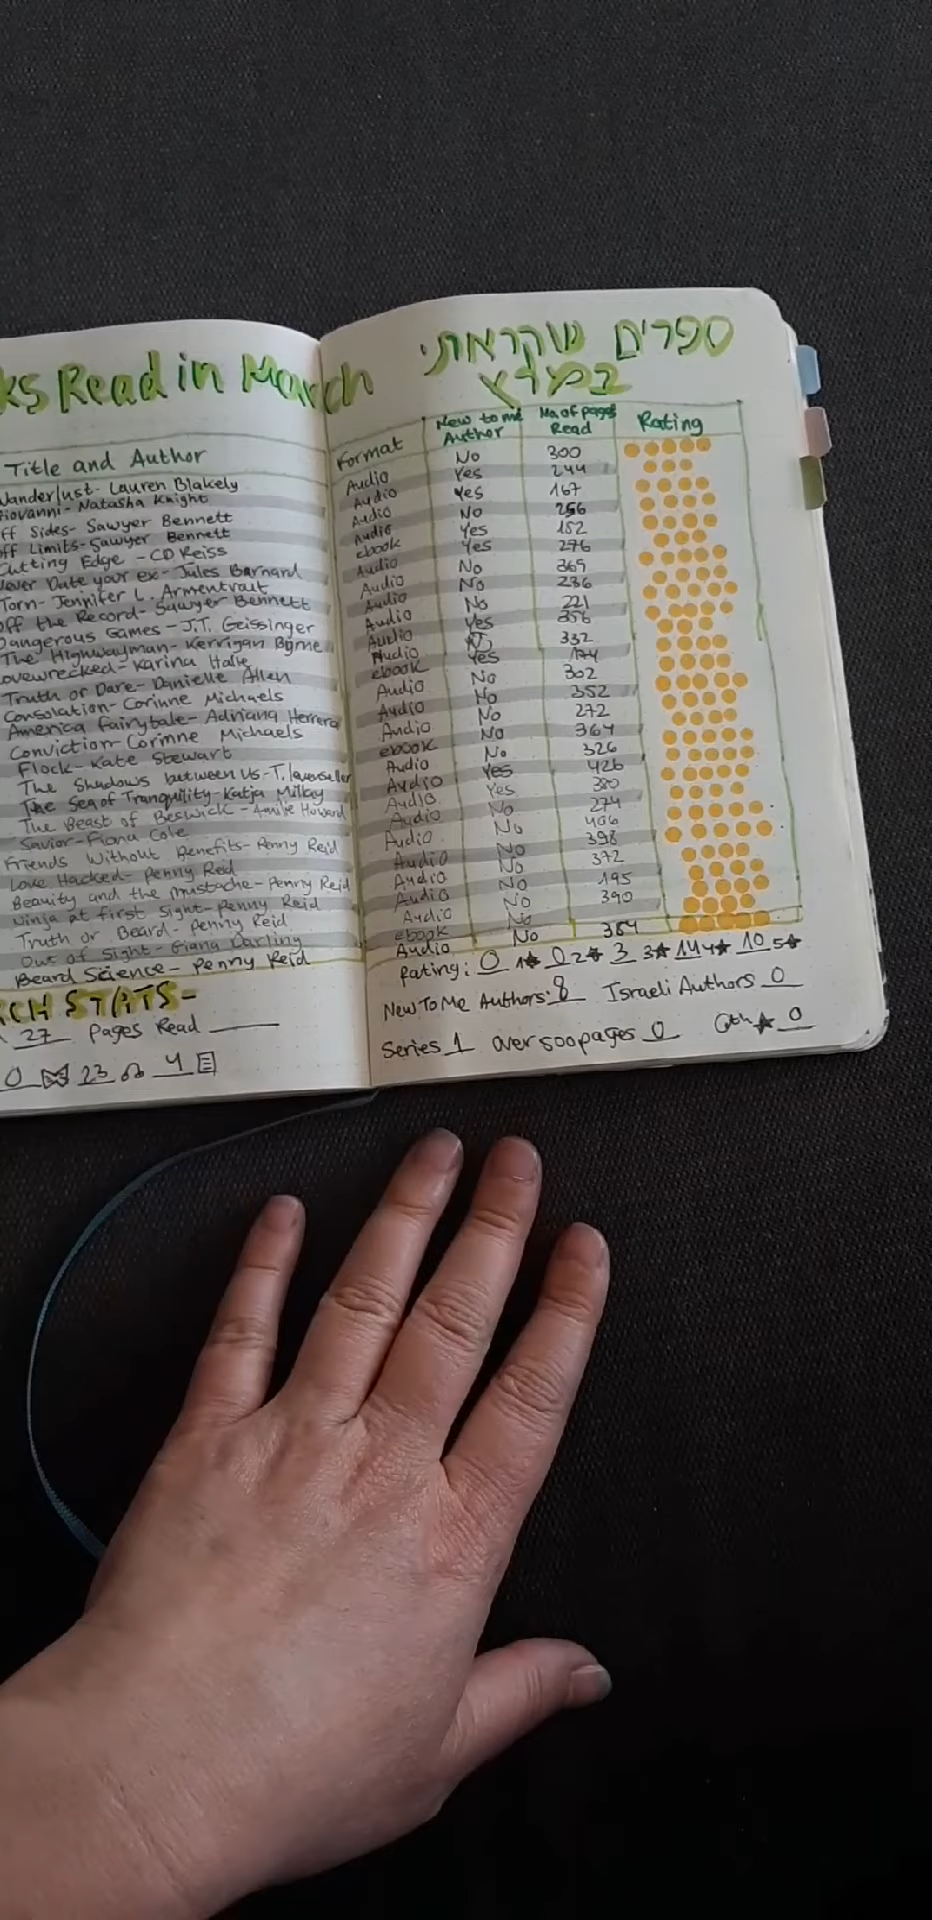 ks Read in March
Title and Author
Wanderlust- Lauren Blakely
Giovanni- Natasha Knight
ff Sides- Sawyer Bennett
ff Limits- Sawyer Bennett
Cutting Edge -CD Reiss
Never Date your ex- Jules Barnard
Torn- Jennifer L. Armentrout
Off the Record- Sawyer Bennett
Dangerous Games- J.T. Geissinger
The Highwayman- Kerrigan Byrne
Lovewrecked- Karina Halle
Truth or Dare- Danielle Allen
Consolation- Corinne Michaels
America Fairytale- Adriana Herrera
Conviction- Corinne Michaels
Flock- Kate Stewart
The Shadows between Us-T.
The Sea of Tranquility- Katja Millay
The Beast of Beswick - Amalie Howard
Savior- Fiona Cole
Friends Without Benefits- Penny Reid
Love Hacked- Penny Reid
Beauity and the mustache- Penny Reid
Ninja at first Sight- Penny Reid
Truth or Beard- Penny Reid
Out of Sight- Giana Darling
Beard Science- Penny Reid
RCH STATS-
27 Pages Read
0 23 4
ספרים שקראתי
במרץ
Format New to me Author No of pages Read Rating
Audio No 300
Audio Yes 244
Audio Yes 167
Audio No 256
ebook Yes 152
Audio Yes 276
Audio No 369
Audio No 236
Audio No 221
Audio Yes 356
Audio 332
ebook Yes 174
Audio No 302
Audio No 352
Audio No 272
ebook No 364
Audio No 326
Audio Yes 426
Audio Yes 380
Audio No 274
Audio No 406
Audio No 398
Audio No 372
Audio No 195
Audio No 390
ebook No
Audio No 384
Rating: 0 1★ 0 2★ 3 3★ 14 4★ 10 5★
New To Me Authors: 8 Israeli Authors 0
Series 1 over 500 pages 0 6th ★ 0